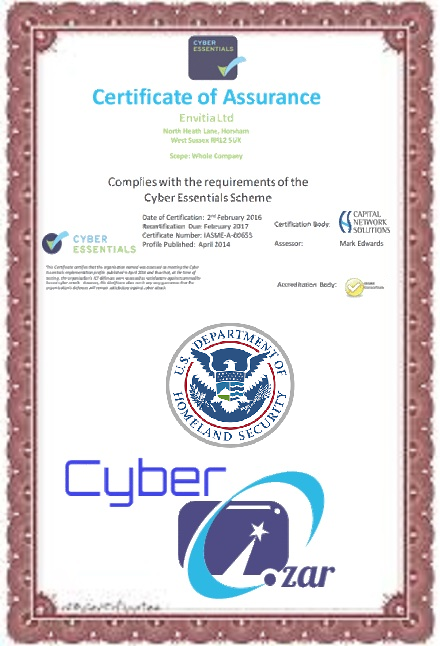 CYBER
ESSENTIALS
Certificate of Assurance
Envitia Ltd
North Heath Lane, Horsham
West Sussex RH12 5UX
Scope: Whole Company
Complies with the requirements of the
Cyber Essentials Scheme
Date of Certification: 2nd February 2016
Recertification Due: February 2017
Certificate Number: IASME-A-00655
Profile Published: April 2014
Certification Body:
CAPITAL
NETWORK
SOLUTIONS
Assessor: Mark Edwards
CYBER
ESSENTIALS
Accreditation Body:
U.S. DEPARTMENT OF
HOMELAND SECURITY
Cyber
.zar